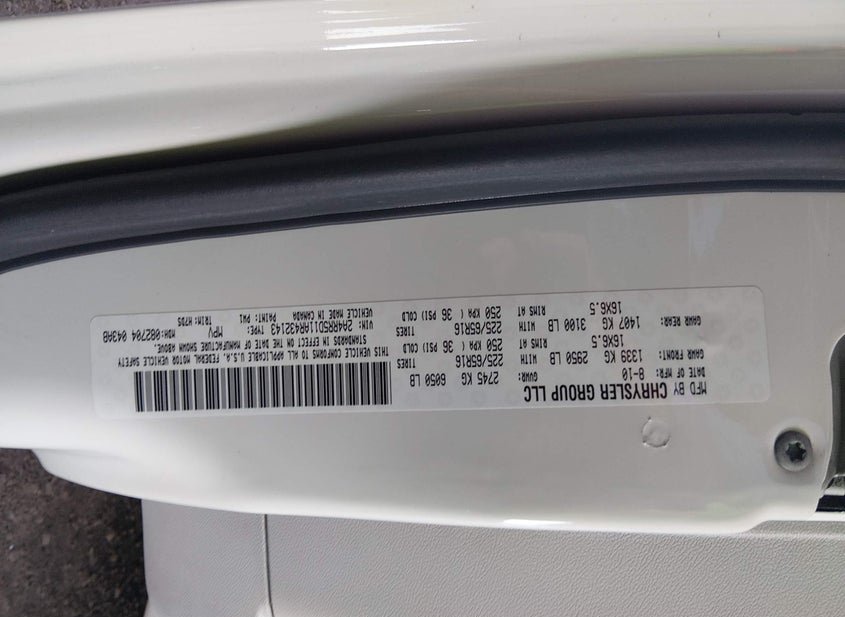 MFD BY CHRYSLER GROUP LLC
DATE OF MFR: 8-10 GVWR: 2745 KG 6050 LB
GAWR FRONT: 1339 KG 2950 LB WITH 225/65R16 TIRES
16X6.5 RIMS AT 250 KPA ( 36 PSI) COLD
GAWR REAR: 1407 KG 3100 LB WITH 225/65R16 TIRES
16X6.5 RIMS AT 250 KPA ( 36 PSI) COLD
THIS VEHICLE CONFORMS TO ALL APPLICABLE U.S.A. FEDERAL MOTOR VEHICLE SAFETY
STANDARDS IN EFFECT ON THE DATE OF MANUFACTURE SHOWN ABOVE.
VIN: 2A4RR5D11AR432143 TYPE: MPV MDH:082704 043AB
VEHICLE MADE IN CANADA PAINT: PW1 TRIM: H7D5